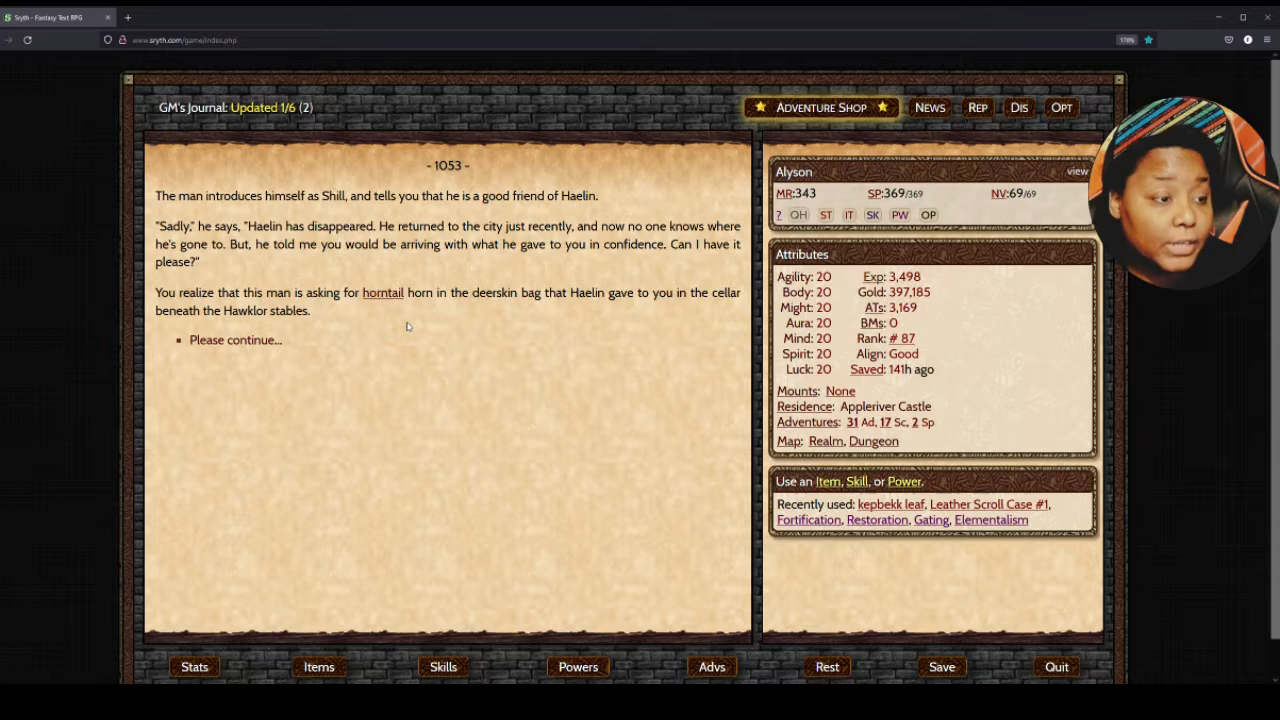 Sryth - Fantasy Text RPG
www.sryth.com/game/index.php
170%
GM's Journal: Updated 1/6 (2)
ADVENTURE SHOP
NEWS
REP
DIS
OPT
- 1053 -
The man introduces himself as Shill, and tells you that he is a good friend of Haelin.
"Sadly," he says, "Haelin has disappeared. He returned to the city just recently, and now no one knows where
he's gone to. But, he told me you would be arriving with what he gave to you in confidence. Can I have it
please?"
You realize that this man is asking for horntail horn in the deerskin bag that Haelin gave to you in the cellar
beneath the Hawklor stables.
Please continue...
Alyson view
MR:343 SP:369/369 NV:69/69
? QH ST IT SK PW OP
Attributes
Agility: 20 Exp: 3,498
Body: 20 Gold: 397,185
Might: 20 ATs: 3,169
Aura: 20 BMs: 0
Mind: 20 Rank: # 87
Spirit: 20 Align: Good
Luck: 20 Saved: 141h ago
Mounts: None
Residence: Appleriver Castle
Adventures: 31 Ad, 17 Sc, 2 Sp
Map: Realm, Dungeon
Use an Item, Skill, or Power.
Recently used: kepbekk leaf, Leather Scroll Case #1,
Fortification, Restoration, Gating, Elementalism
Stats
Items
Skills
Powers
Advs
Rest
Save
Quit